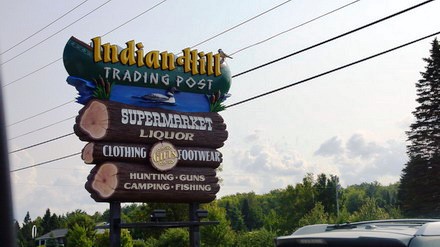 Indian Hill
TRADING POST
SUPERMARKET
LIQUOR
CLOTHING GIFTS FOOTWEAR
HUNTING • GUNS
CAMPING • FISHING